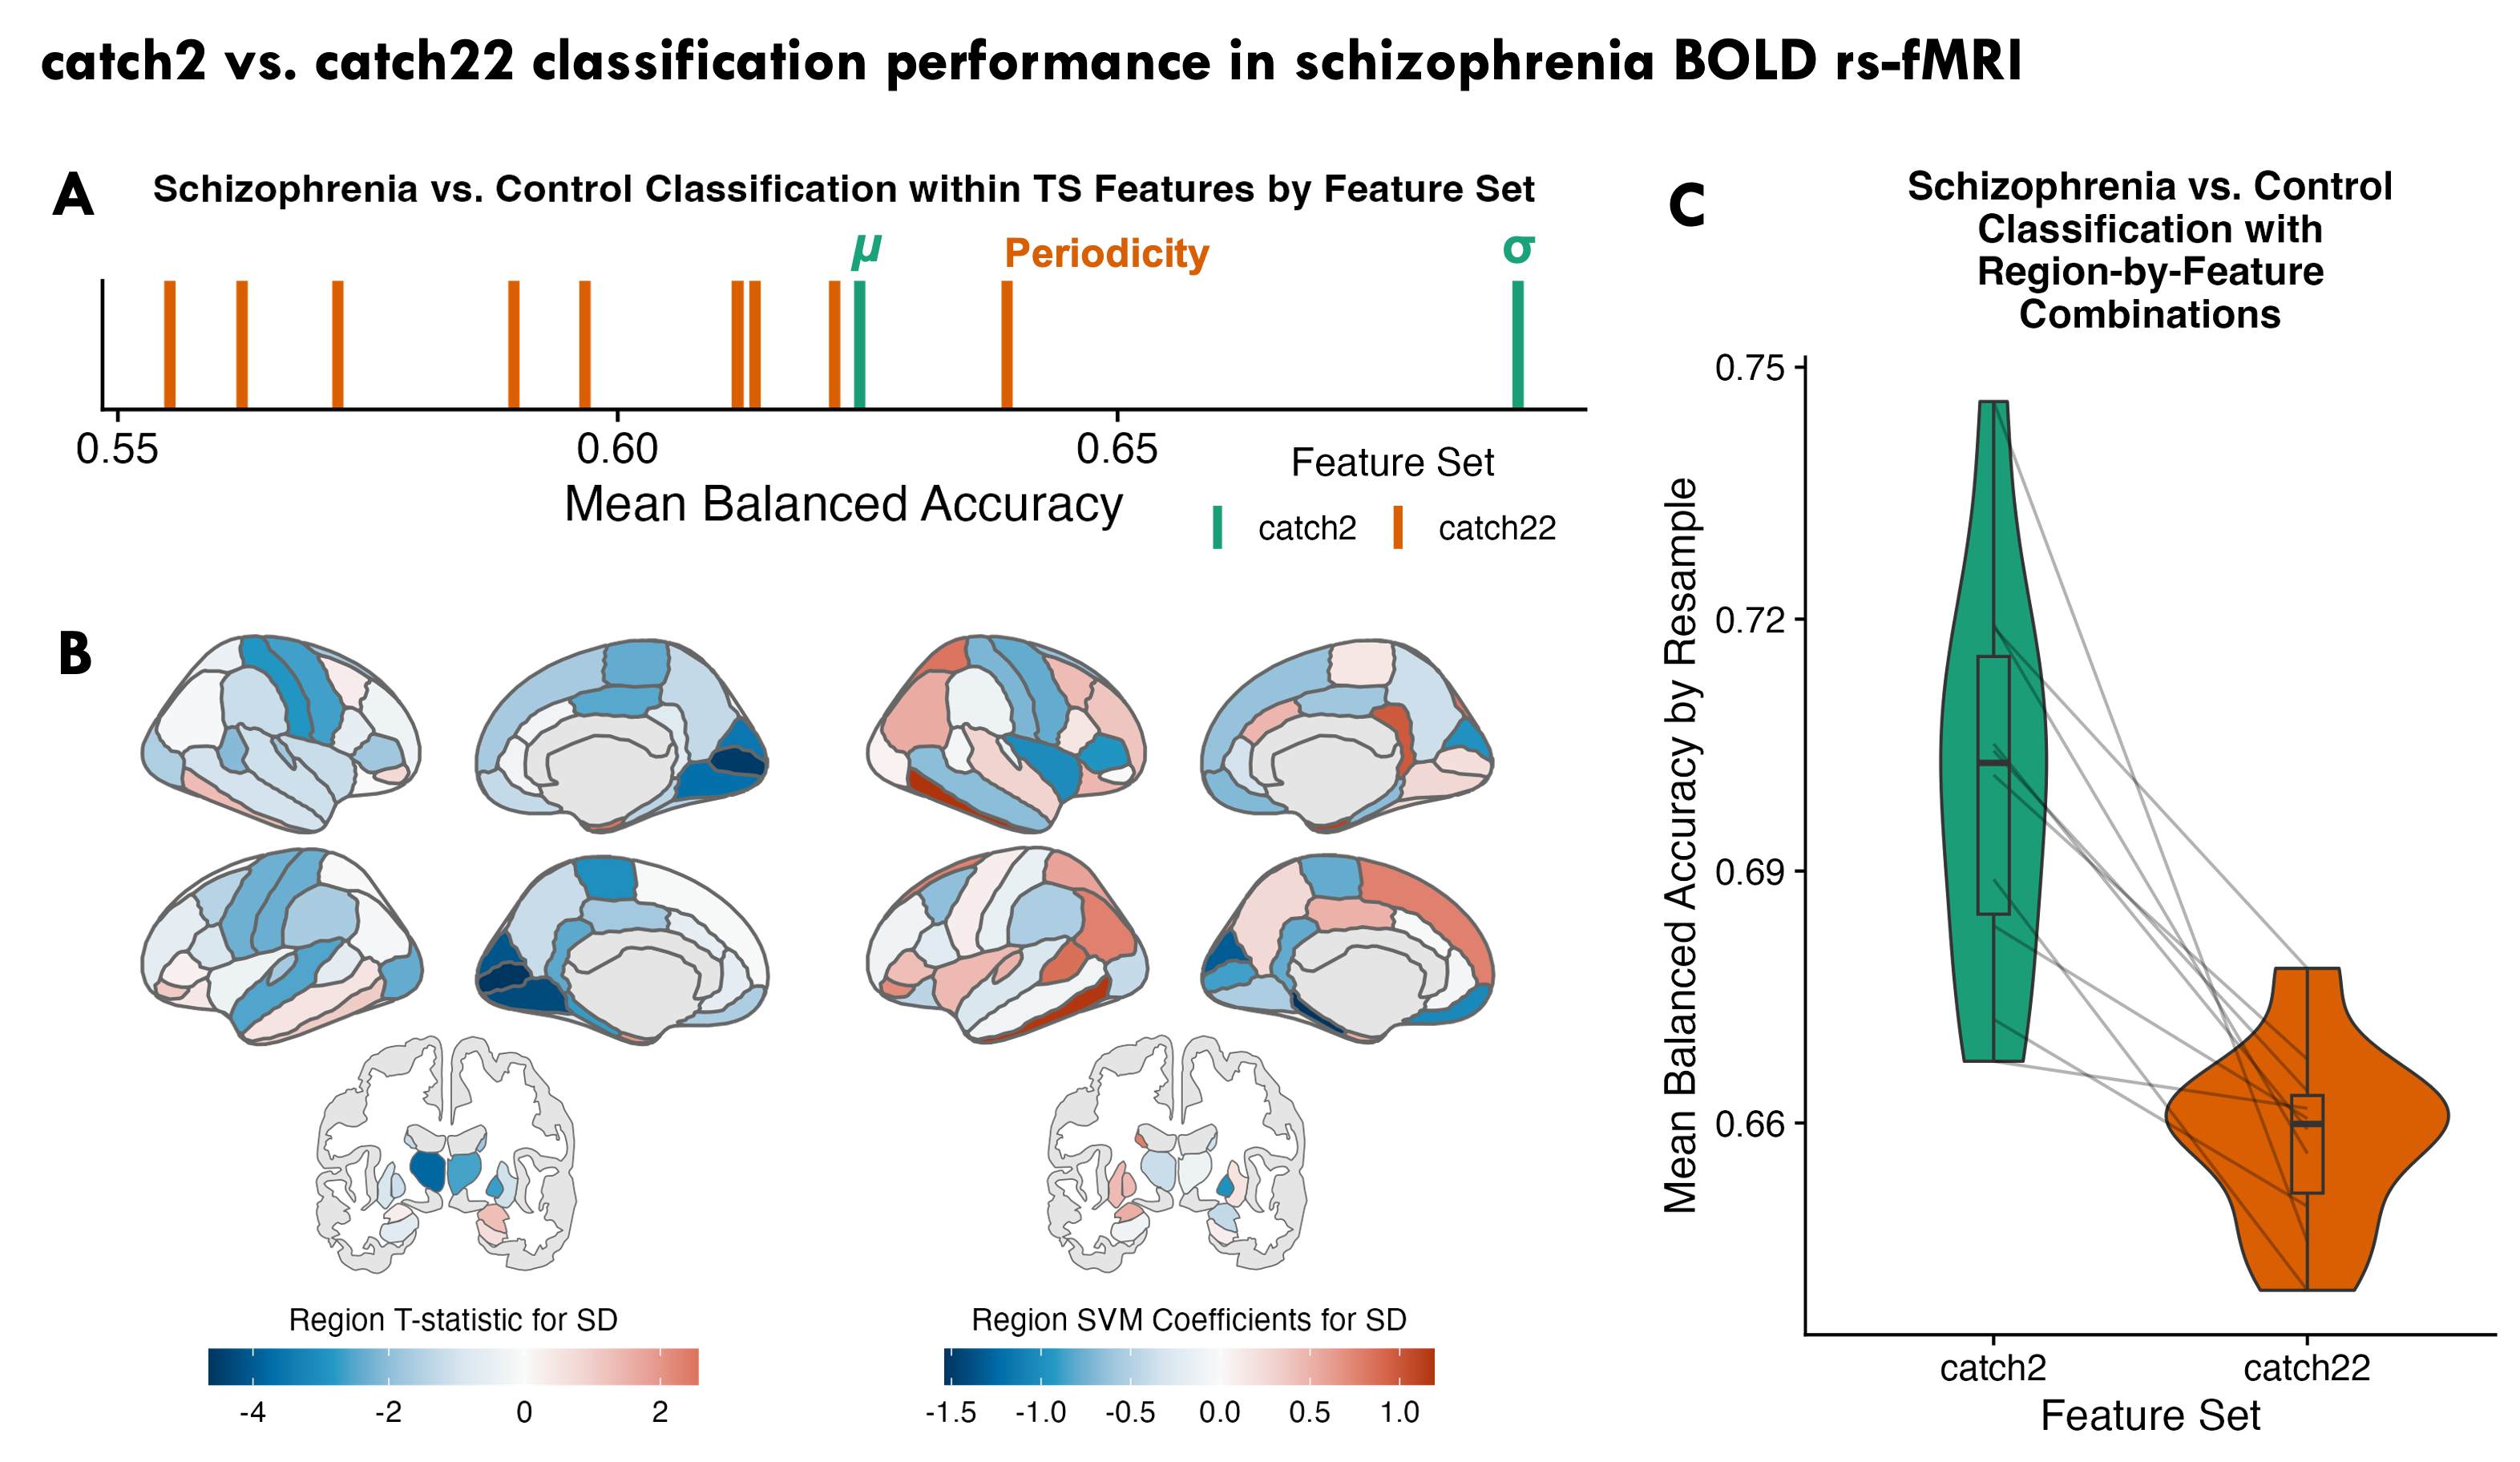 catch2 vs. catch22 classification performance in schizophrenia BOLD rs-fMRI
A
Schizophrenia vs. Control Classification within TS Features by Feature Set
μ
Periodicity
σ
0.55
0.60
0.65
Mean Balanced Accuracy
Feature Set
catch2
catch22
B
Region T-statistic for SD
-4
-2
0
2
Region SVM Coefficients for SD
-1.5
-1.0
-0.5
0.0
0.5
1.0
C
Schizophrenia vs. Control
Classification with
Region-by-Feature
Combinations
Mean Balanced Accuracy by Resample
0.75
0.72
0.69
0.66
catch2
catch22
Feature Set